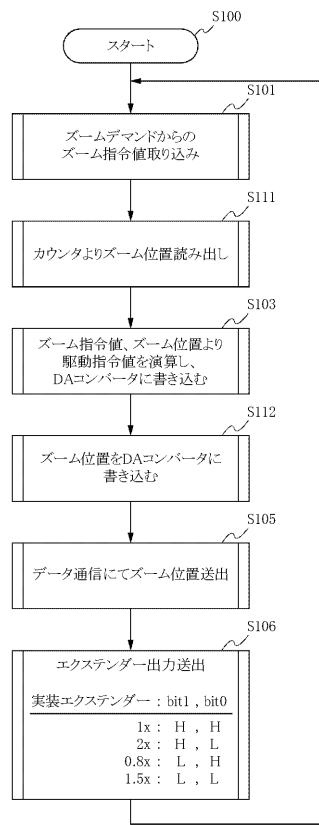 S100
スタート
S101
ズームデマンドからの
ズーム指令値取り込み
S111
カウンタよりズーム位置読み出し
S103
ズーム指令値、ズーム位置より
駆動指令値を演算し、
DAコンバータに書き込む
S112
ズーム位置をDAコンバータに
書き込む
S105
データ通信にてズーム位置送出
S106
エクステンダー出力送出
実装エクステンダー : bit1 , bit0
1x : H , H
2x : H , L
0.8x : L , H
1.5x : L , L